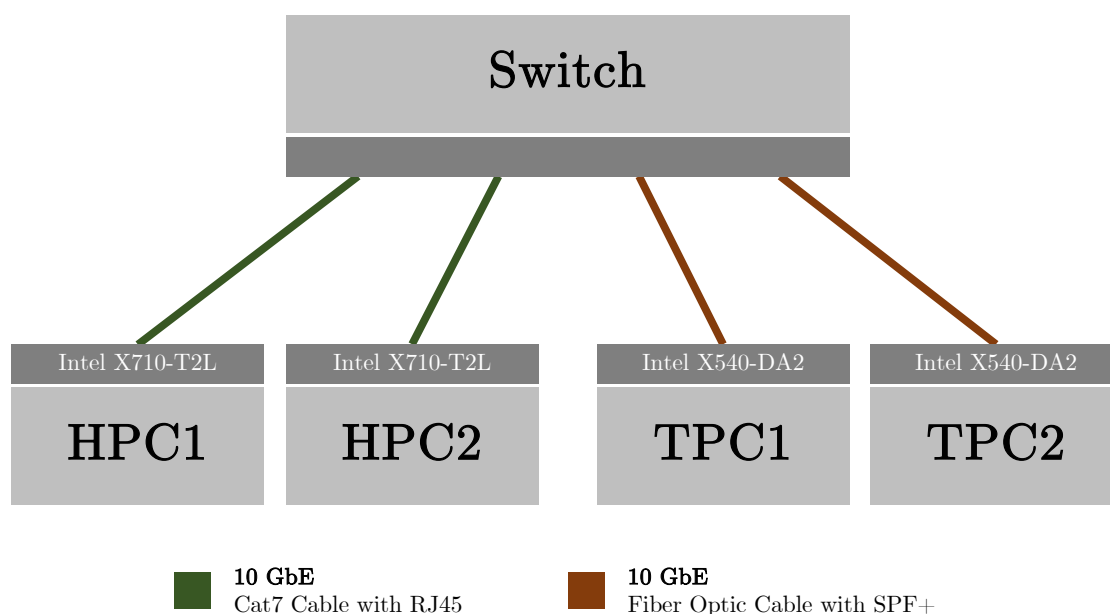 Switch
Intel X710-T2L
Intel X710-T2L
Intel X540-DA2
Intel X540-DA2
HPC1
HPC2
TPC1
TPC2
10 GbE
Cat7 Cable with RJ45
10 GbE
Fiber Optic Cable with SPF+